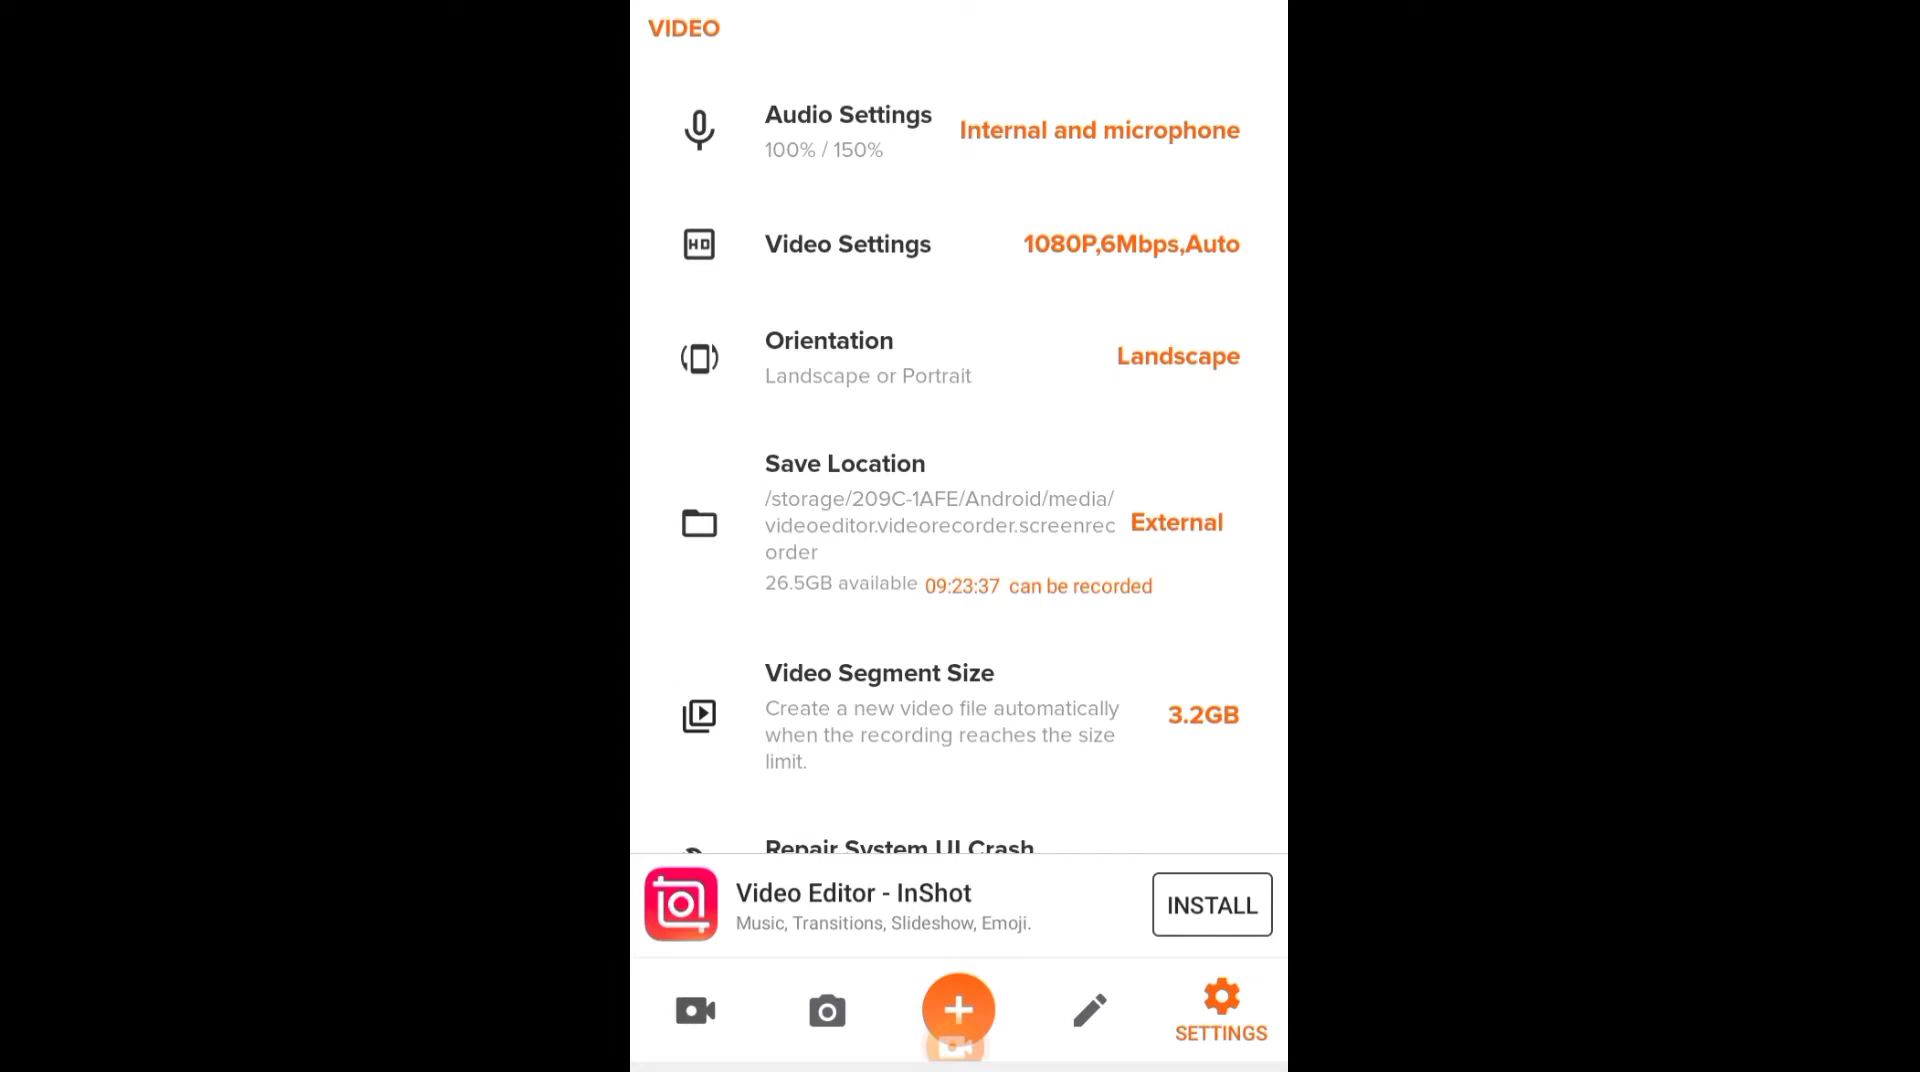 VIDEO
Audio Settings
100% / 150%
Internal and microphone
HD
Video Settings
1080P,6Mbps,Auto
Orientation
Landscape or Portrait
Landscape
Save Location
/storage/209C-1AFE/Android/media/
videoeditor.videorecorder.screenrec
order
External
26.5GB available 09:23:37 can be recorded
Video Segment Size
Create a new video file automatically
when the recording reaches the size
limit.
3.2GB
Repair System UI Crash
Video Editor - InShot
Music, Transitions, Slideshow, Emoji.
INSTALL
SETTINGS